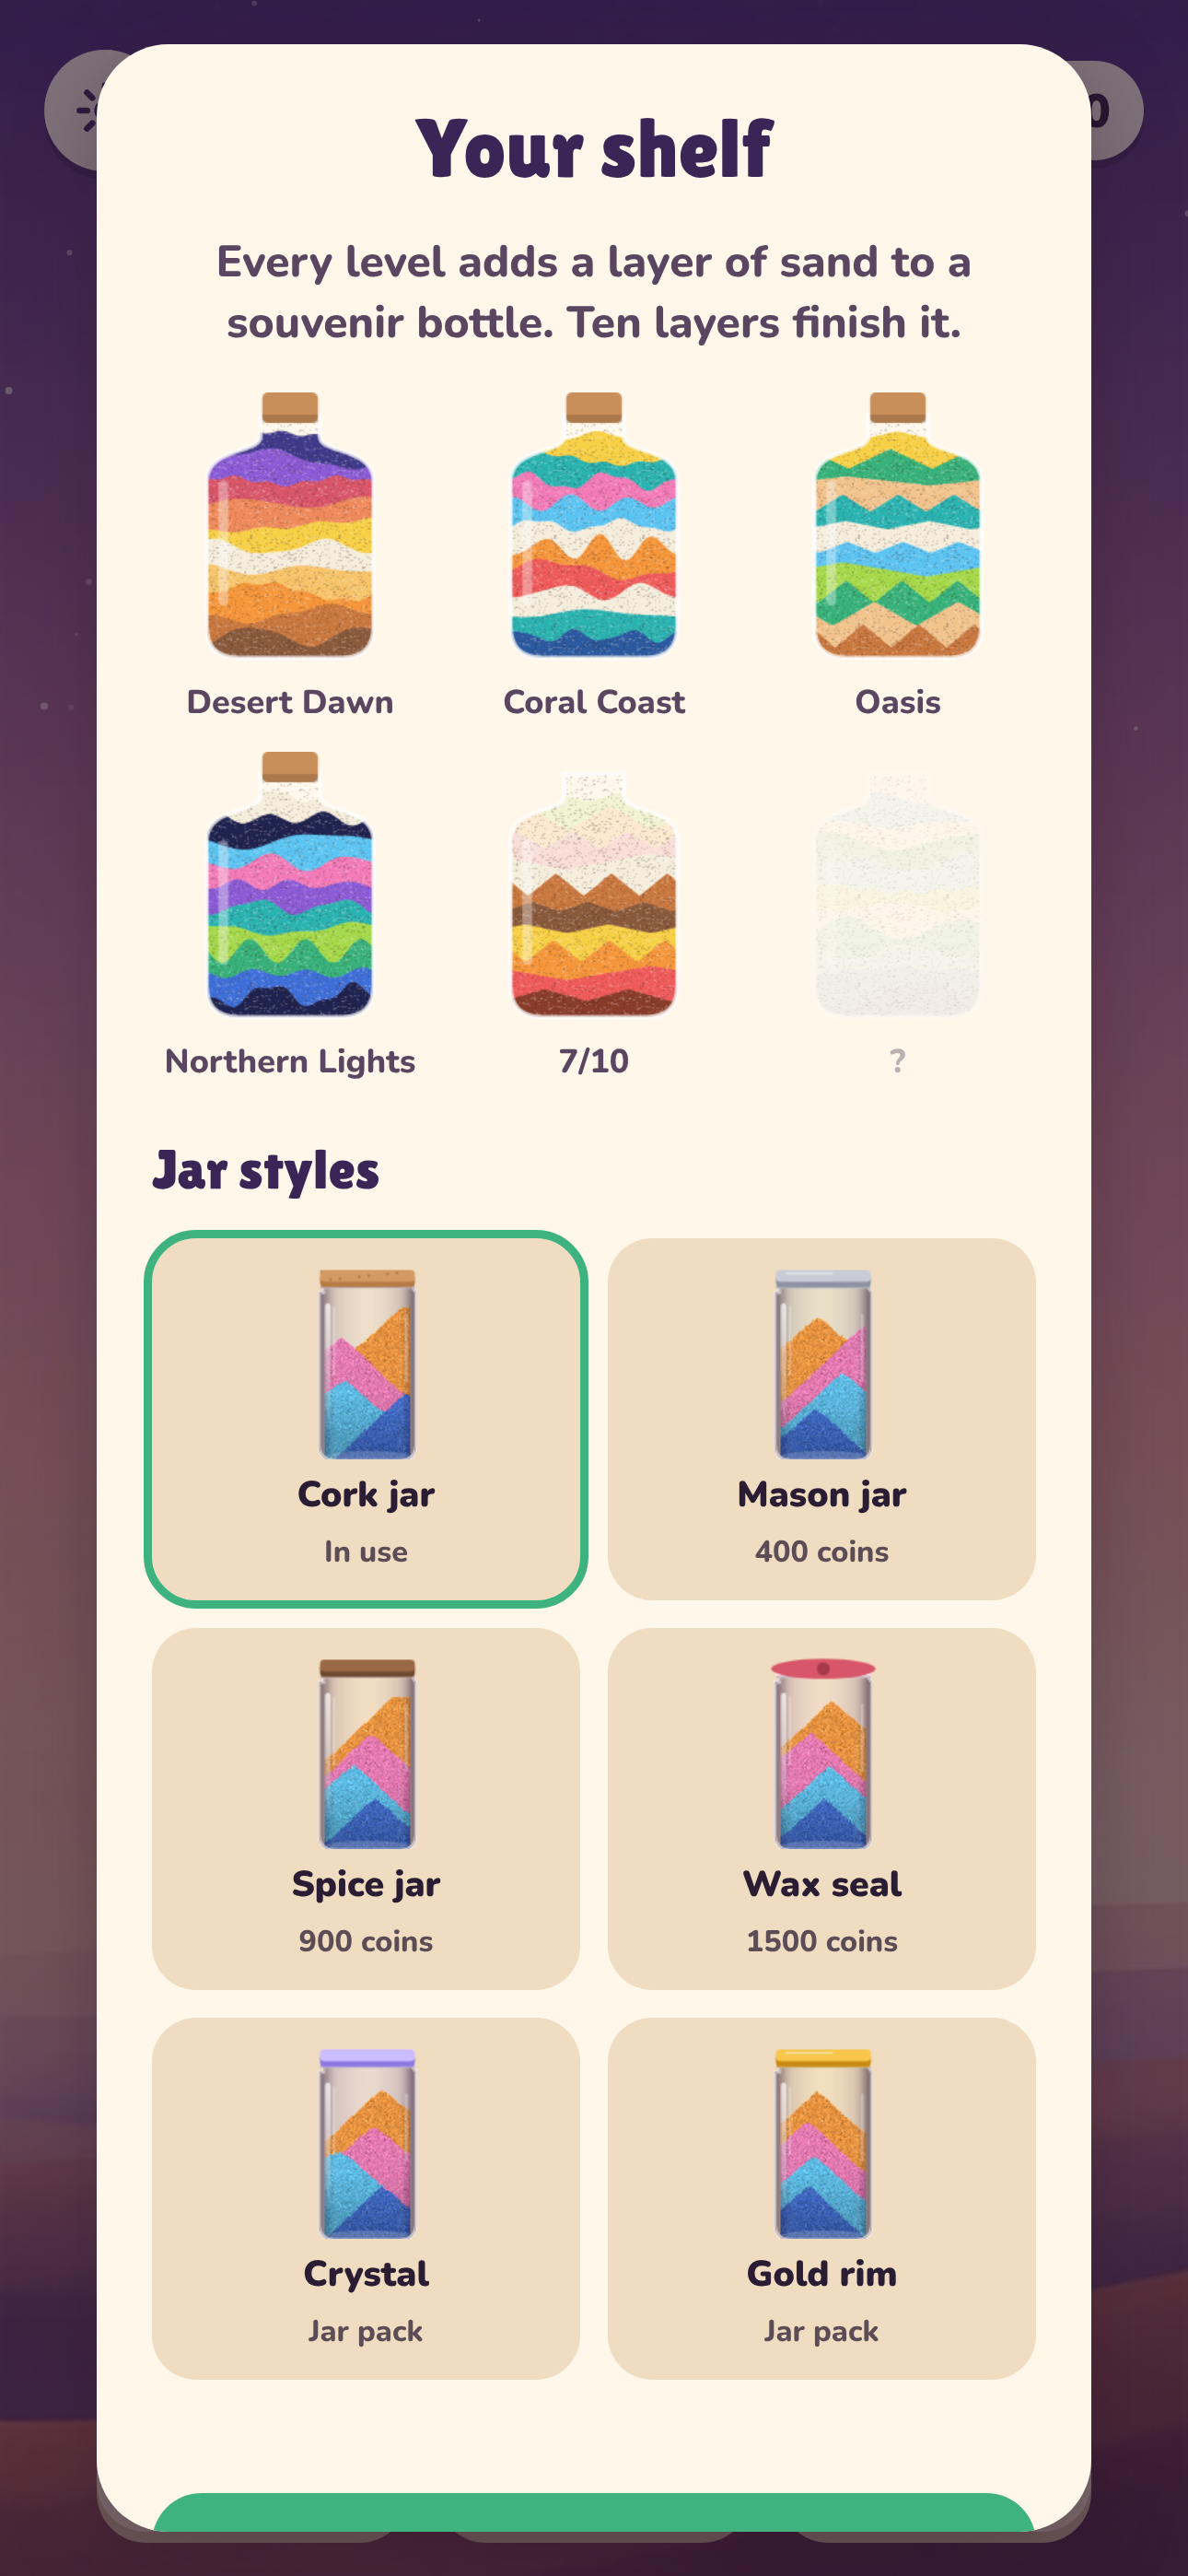 0
Your shelf
Every level adds a layer of sand to a
souvenir bottle. Ten layers finish it.
Desert Dawn
Coral Coast
Oasis
Northern Lights
7/10
?
Jar styles
Cork jar
In use
Mason jar
400 coins
Spice jar
900 coins
Wax seal
1500 coins
Crystal
Jar pack
Gold rim
Jar pack